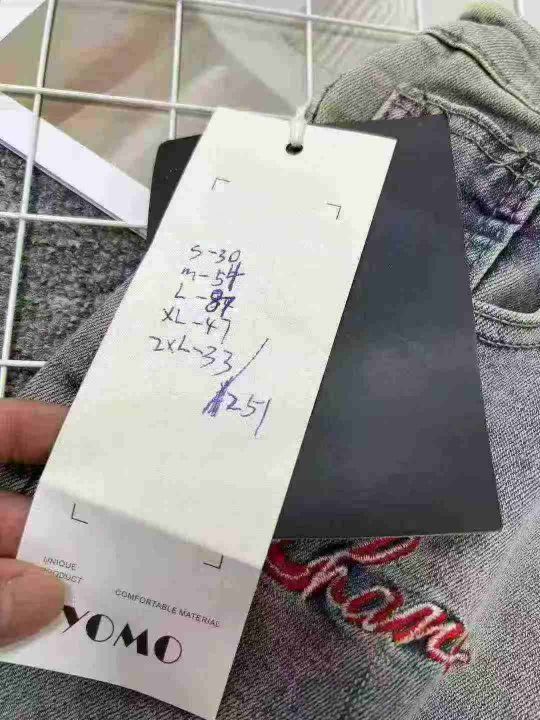 S-30
M-54
L-87
XL-47
2XL-33
251
UNIQUE
PRODUCT
COMFORTABLE MATERIAL
YOMO